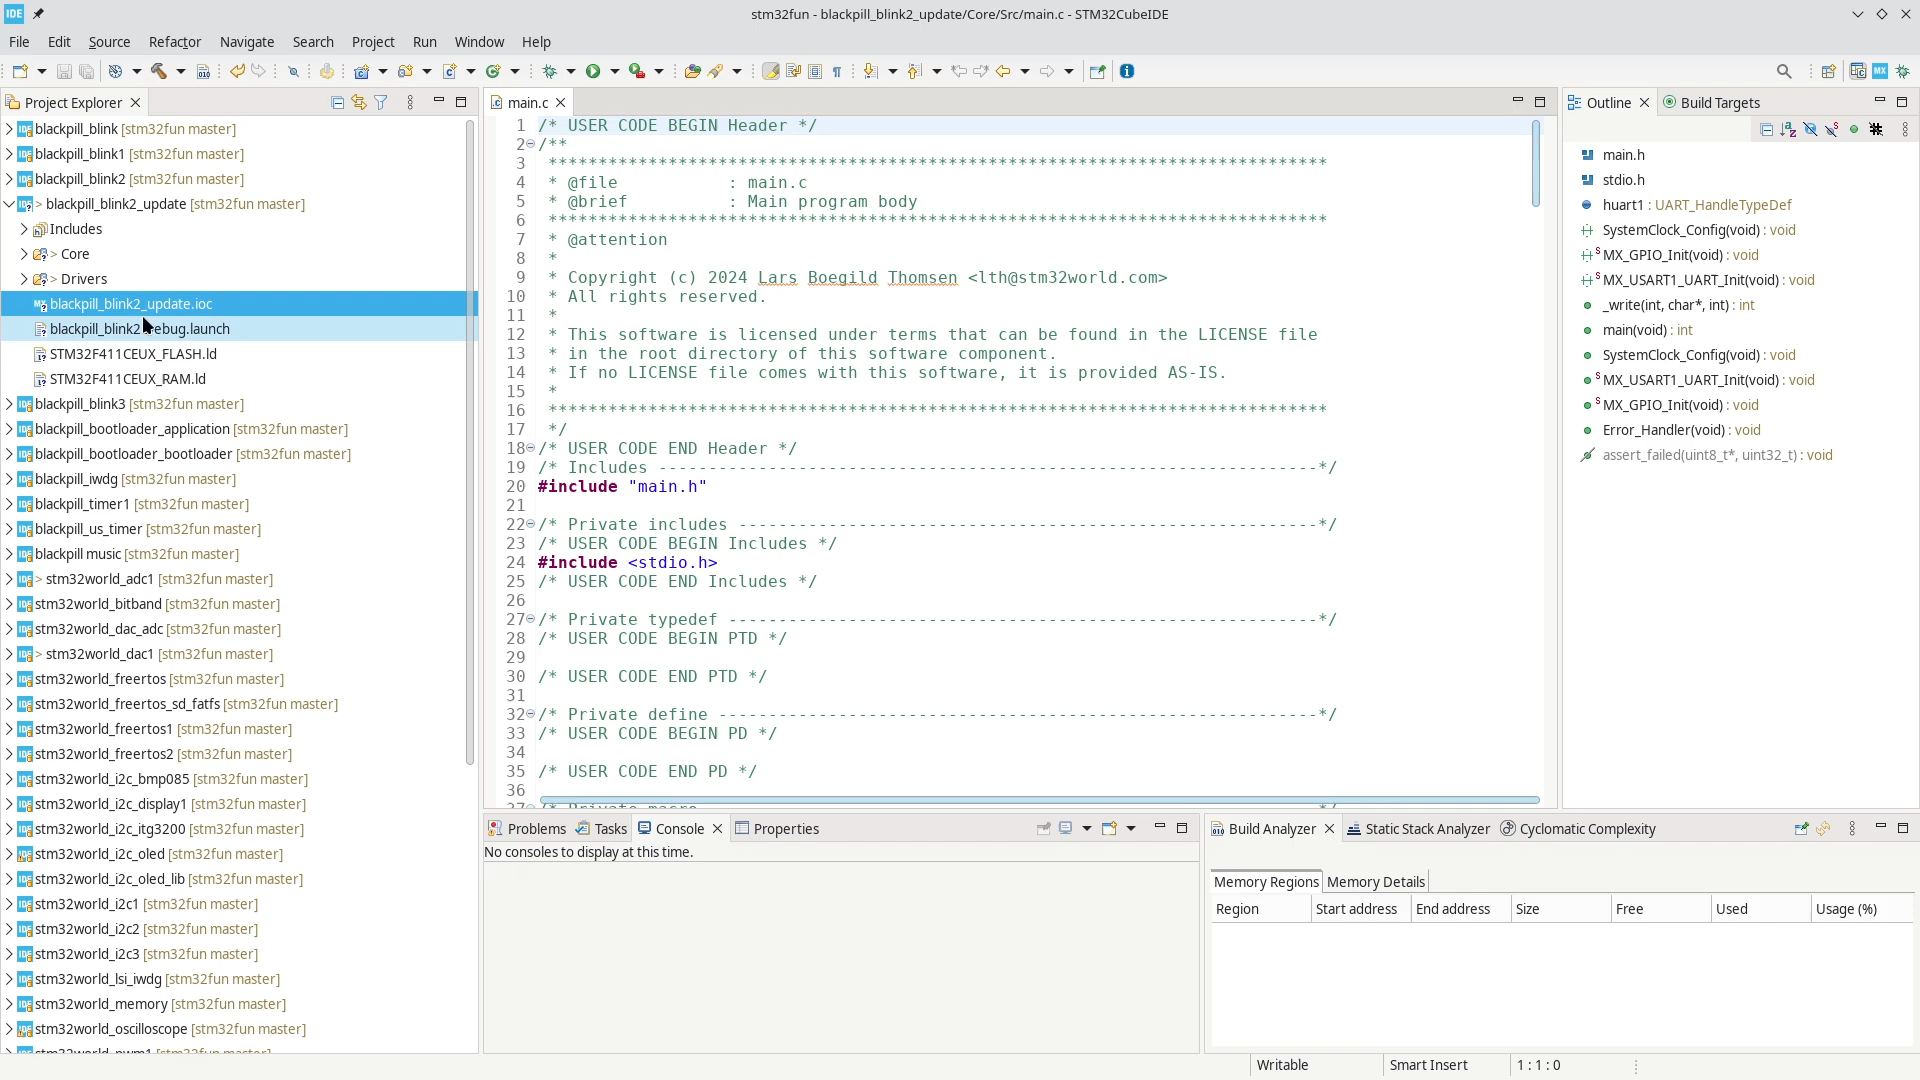 IDE
stm32fun - blackpill_blink2_update/Core/Src/main.c - STM32CubeIDE
File Edit Source Refactor Navigate Search Project Run Window Help
Project Explorer
blackpill_blink [stm32fun master]
blackpill_blink1 [stm32fun master]
blackpill_blink2 [stm32fun master]
> blackpill_blink2_update [stm32fun master]
Includes
> Core
> Drivers
blackpill_blink2_update.ioc
STM32F411CEUX_FLASH.ld
STM32F411CEUX_RAM.ld
blackpill_blink3 [stm32fun master]
blackpill_bootloader_application [stm32fun master]
blackpill_bootloader_bootloader [stm32fun master]
blackpill_iwdg [stm32fun master]
blackpill_timer1 [stm32fun master]
blackpill_us_timer [stm32fun master]
blackpill music [stm32fun master]
> stm32world_adc1 [stm32fun master]
stm32world_bitband [stm32fun master]
stm32world_dac_adc [stm32fun master]
> stm32world_dac1 [stm32fun master]
stm32world_freertos [stm32fun master]
stm32world_freertos_sd_fatfs [stm32fun master]
stm32world_freertos1 [stm32fun master]
stm32world_freertos2 [stm32fun master]
stm32world_i2c_bmp085 [stm32fun master]
stm32world_i2c_display1 [stm32fun master]
stm32world_i2c_itg3200 [stm32fun master]
stm32world_i2c_oled [stm32fun master]
stm32world_i2c_oled_lib [stm32fun master]
stm32world_i2c1 [stm32fun master]
stm32world_i2c2 [stm32fun master]
stm32world_i2c3 [stm32fun master]
stm32world_lsi_iwdg [stm32fun master]
stm32world_memory [stm32fun master]
stm32world_oscilloscope [stm32fun master]
main.c
1 /* USER CODE BEGIN Header */
2 /**
3 ******************************************************************************
4 * @file : main.c
5 * @brief : Main program body
6 ******************************************************************************
7 * @attention
8 *
9 * Copyright (c) 2024 Lars Boegild Thomsen <lth@stm32world.com>
10 * All rights reserved.
11 *
12 * This software is licensed under terms that can be found in the LICENSE file
13 * in the root directory of this software component.
14 * If no LICENSE file comes with this software, it is provided AS-IS.
15 *
16 ******************************************************************************
17 */
18 /* USER CODE END Header */
19 /* Includes ------------------------------------------------------------------*/
20 #include "main.h"
21
22 /* Private includes ----------------------------------------------------------*/
23 /* USER CODE BEGIN Includes */
24 #include <stdio.h>
25 /* USER CODE END Includes */
26
27 /* Private typedef -----------------------------------------------------------*/
28 /* USER CODE BEGIN PTD */
29
30 /* USER CODE END PTD */
31
32 /* Private define ------------------------------------------------------------*/
33 /* USER CODE BEGIN PD */
34
35 /* USER CODE END PD */
36
Outline Build Targets
main.h
stdio.h
huart1 : UART_HandleTypeDef
SystemClock_Config(void) : void
MX_GPIO_Init(void) : void
MX_USART1_UART_Init(void) : void
_write(int, char*, int) : int
main(void) : int
SystemClock_Config(void) : void
MX_USART1_UART_Init(void) : void
MX_GPIO_Init(void) : void
Error_Handler(void) : void
assert_failed(uint8_t*, uint32_t) : void
Problems Tasks Console Properties
No consoles to display at this time.
Build Analyzer Static Stack Analyzer Cyclomatic Complexity
Memory Regions Memory Details
Region Start address End address Size Free Used Usage (%)
Writable Smart Insert 1 : 1 : 0